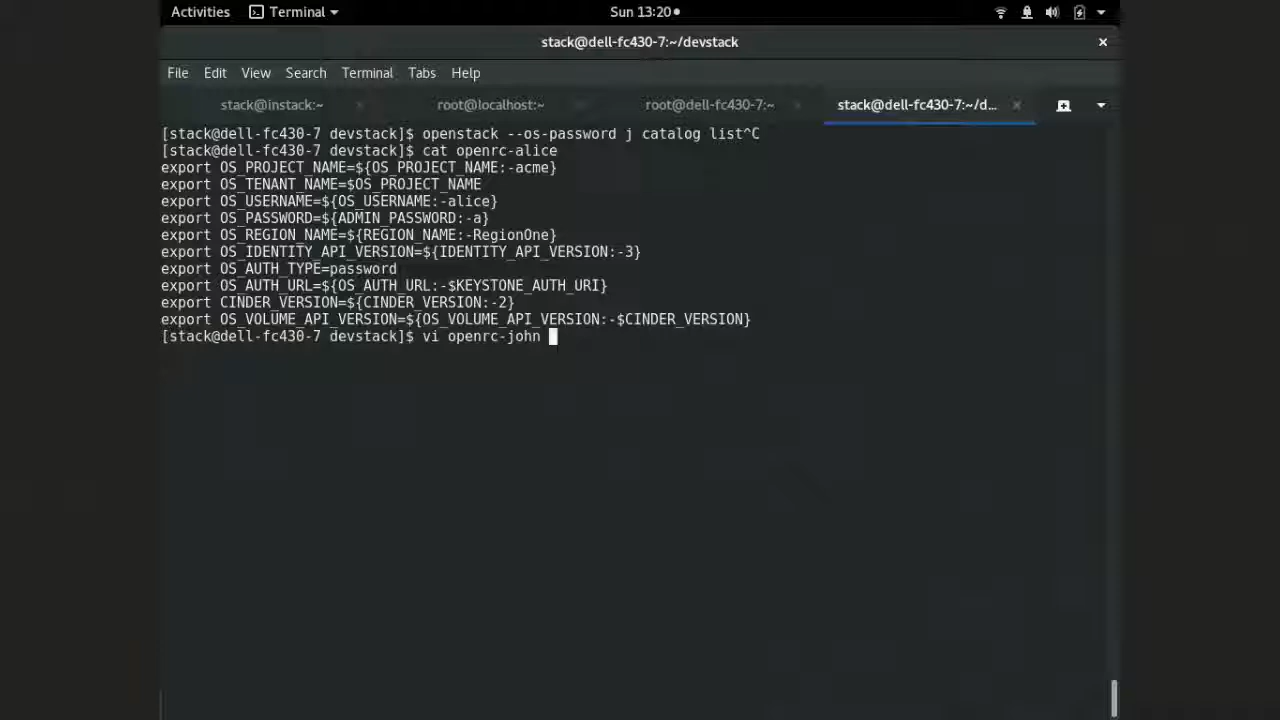 Activities Terminal Sun 13:20
stack@dell-fc430-7:~/devstack
File Edit View Search Terminal Tabs Help
stack@instack:~ root@localhost:~ root@dell-fc430-7:~ stack@dell-fc430-7:~/d...
[stack@dell-fc430-7 devstack]$ openstack --os-password j catalog list^C
[stack@dell-fc430-7 devstack]$ cat openrc-alice
export OS_PROJECT_NAME=${OS_PROJECT_NAME:-acme}
export OS_TENANT_NAME=$OS_PROJECT_NAME
export OS_USERNAME=${OS_USERNAME:-alice}
export OS_PASSWORD=${ADMIN_PASSWORD:-a}
export OS_REGION_NAME=${REGION_NAME:-RegionOne}
export OS_IDENTITY_API_VERSION=${IDENTITY_API_VERSION:-3}
export OS_AUTH_TYPE=password
export OS_AUTH_URL=${OS_AUTH_URL:-$KEYSTONE_AUTH_URI}
export CINDER_VERSION=${CINDER_VERSION:-2}
export OS_VOLUME_API_VERSION=${OS_VOLUME_API_VERSION:-$CINDER_VERSION}
[stack@dell-fc430-7 devstack]$ vi openrc-john